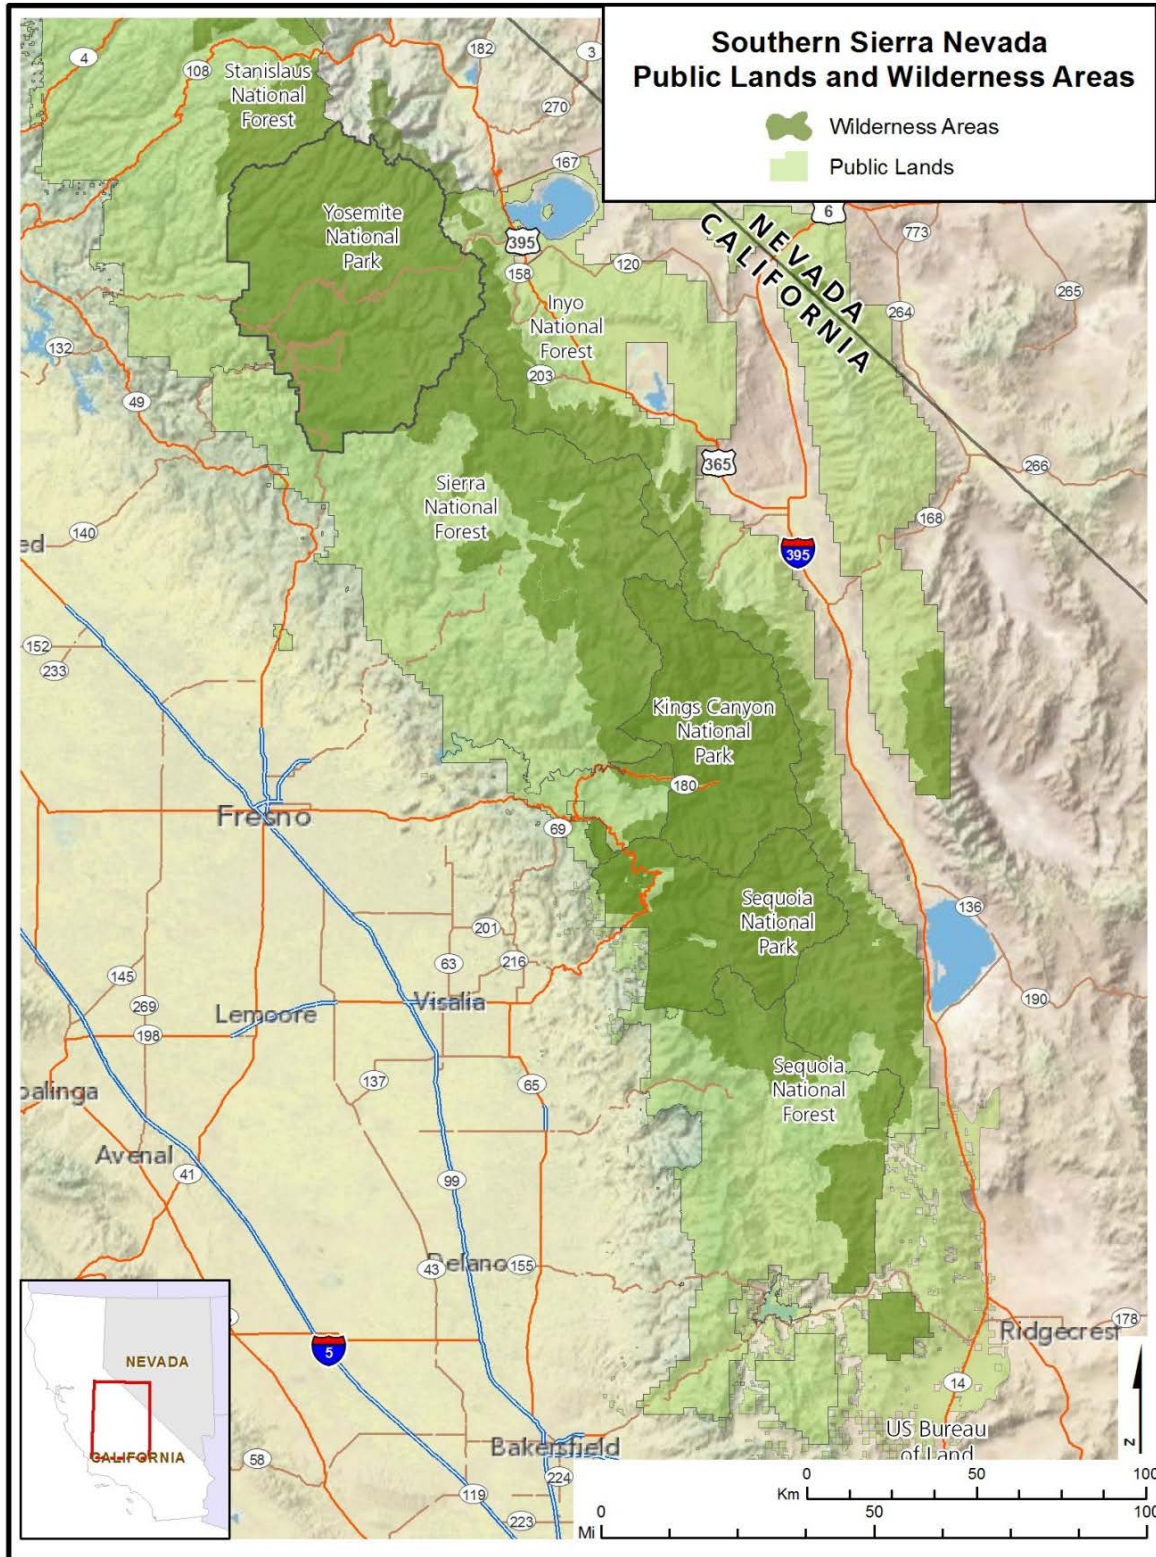 Southern Sierra Nevada
Public Lands and Wilderness Areas
Wilderness Areas
Public Lands
4
108
Stanislaus
National
Forest
182
3
270
167
Yosemite
National
Park
395
6
NEVADA
CALIFORNIA
773
158
120
264
265
Inyo
National
Forest
132
203
49
365
266
Sierra
National
Forest
168
140
ed
395
152
233
Kings Canyon
National
Park
180
Fresno
69
Sequoia
National
Park
136
201
63
216
145
269
190
Lemoore
Visalia
198
Sequoia
National
Forest
137
65
oalinga
Avenal
41
99
43
Delano
155
NEVADA
CALIFORNIA
5
Ridgecrest
178
14
US Bureau
of Land
Bakersfield
58
224
119
223
N
0
50
100
Km
0
50
100
Mi